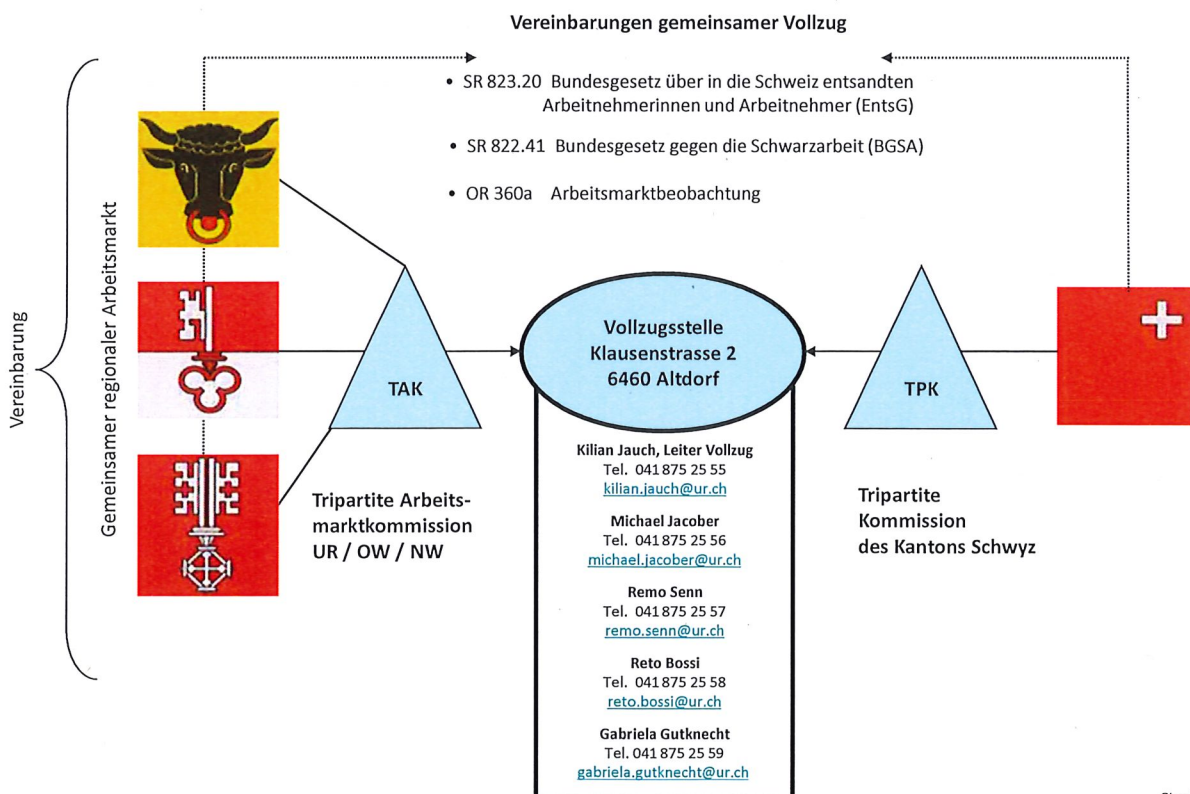 Vereinbarungen gemeinsamer Vollzug
• SR 823.20 Bundesgesetz über in die Schweiz entsandten
Arbeitnehmerinnen und Arbeitnehmer (EntsG)
• SR 822.41 Bundesgesetz gegen die Schwarzarbeit (BGSA)
• OR 360a Arbeitsmarktbeobachtung
Vereinbarung
Gemeinsamer regionaler Arbeitsmarkt
TAK
Tripartite Arbeits-
marktkommission
UR / OW / NW
Vollzugsstelle
Klausenstrasse 2
6460 Altdorf
TPK
Tripartite
Kommission
des Kantons Schwyz
Kilian Jauch, Leiter Vollzug
Tel. 041 875 25 55
kilian.jauch@ur.ch
Michael Jacober
Tel. 041 875 25 56
michael.jacober@ur.ch
Remo Senn
Tel. 041 875 25 57
remo.senn@ur.ch
Reto Bossi
Tel. 041 875 25 58
reto.bossi@ur.ch
Gabriela Gutknecht
Tel. 041 875 25 59
gabriela.gutknecht@ur.ch